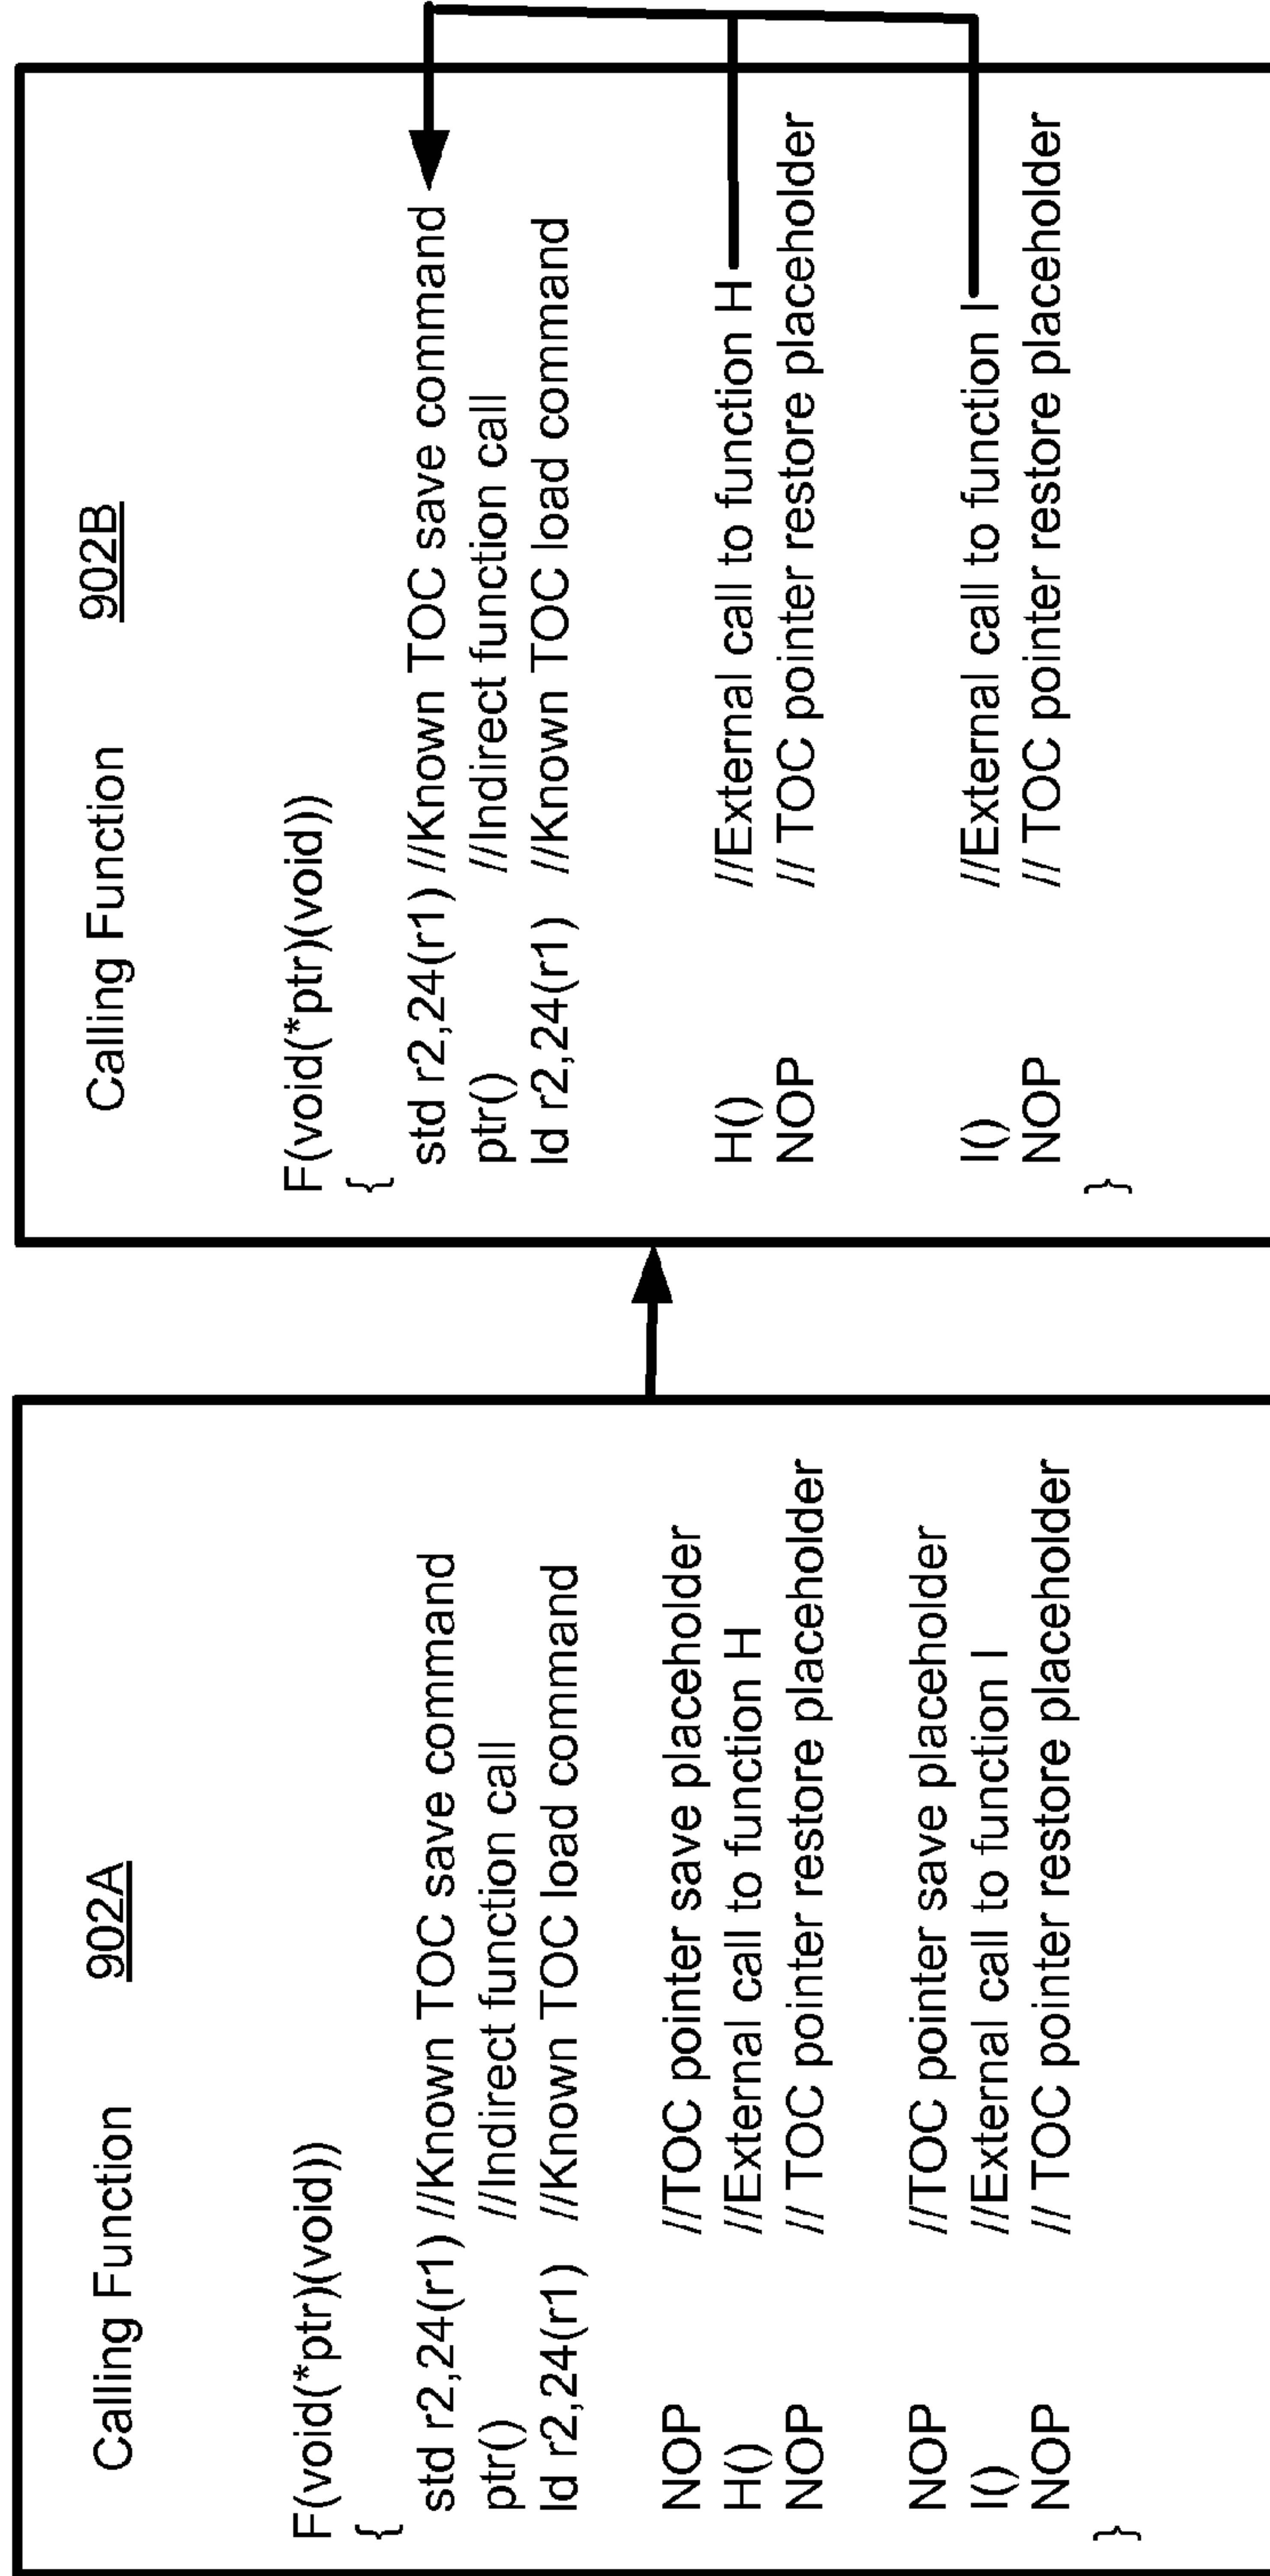 Calling Function 902A
F(void(*ptr)(void))
{
std r2,24(r1) //Known TOC save command
ptr() //Indirect function call
ld r2,24(r1) //Known TOC load command
NOP //TOC pointer save placeholder
H() //External call to function H
NOP // TOC pointer restore placeholder
NOP //TOC pointer save placeholder
I() //External call to function I
NOP // TOC pointer restore placeholder
}
Calling Function 902B
F(void(*ptr)(void))
{
std r2,24(r1) //Known TOC save command
ptr() //Indirect function call
ld r2,24(r1) //Known TOC load command
H() //External call to function H
NOP // TOC pointer restore placeholder
I() //External call to function I
NOP // TOC pointer restore placeholder
}